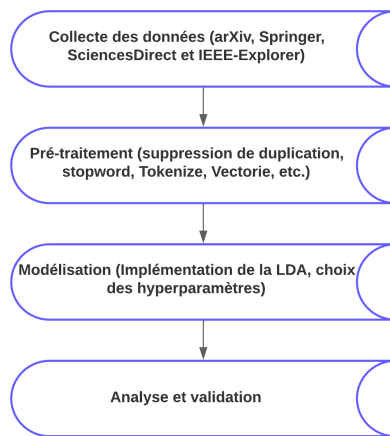 Collecte des données (arXiv, Springer,
SciencesDirect et IEEE-Explorer)
Pré-traitement (suppression de duplication,
stopword, Tokenize, Vectorie, etc.)
Modélisation (Implémentation de la LDA, choix
des hyperparamètres)
Analyse et validation